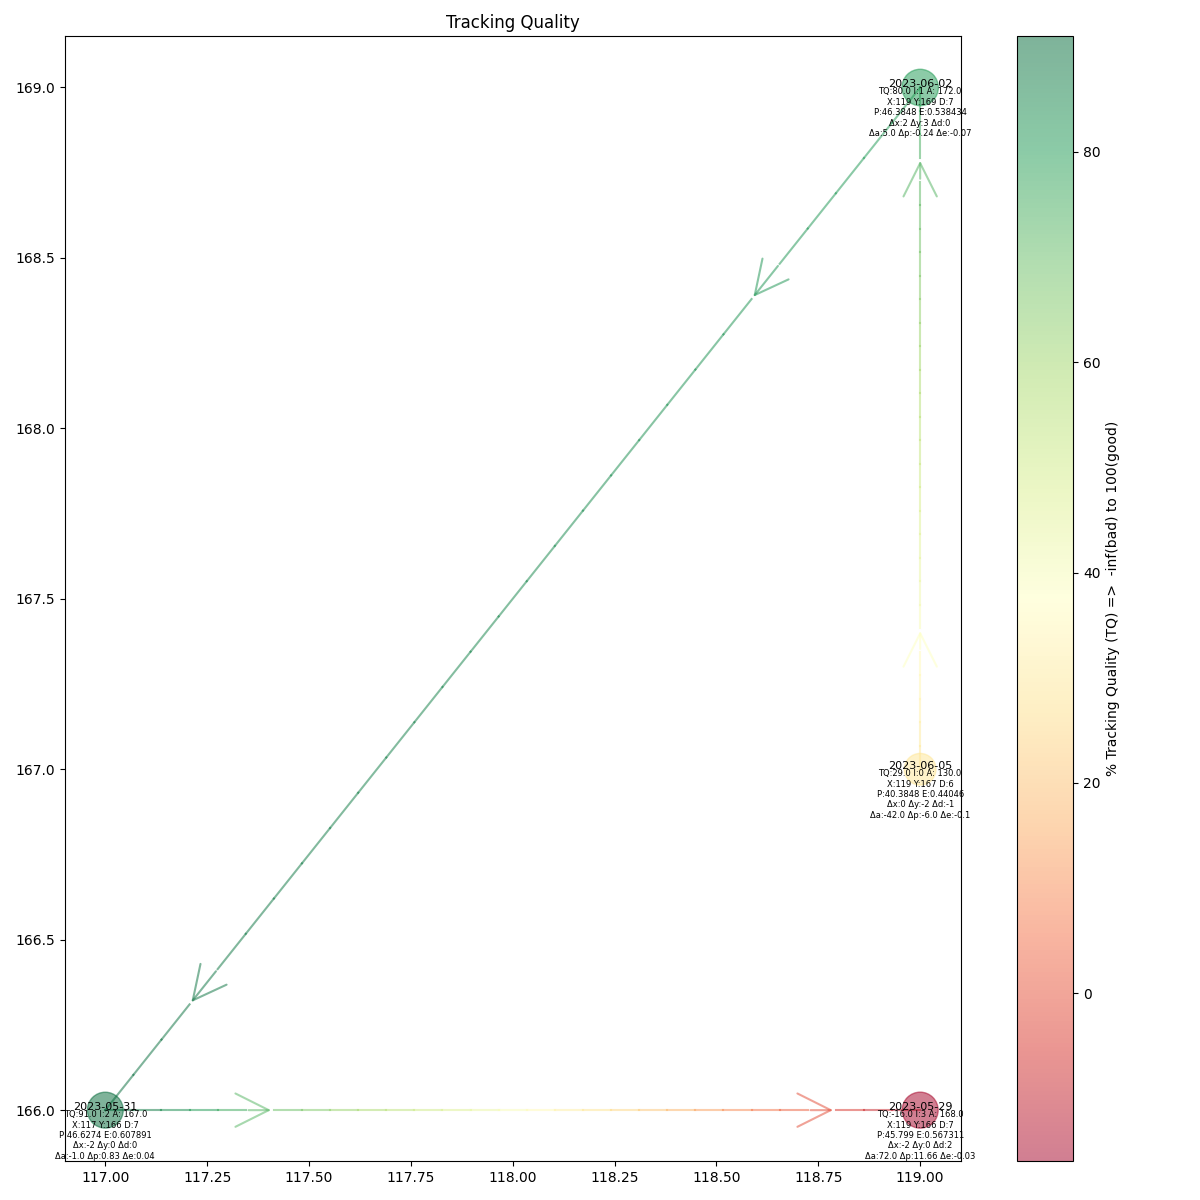 Tracking Quality
169.0
168.5
168.0
167.5
167.0
166.5
166.0
2023-06-02
TQ:80.0 I:1 A: 172.0
X:119 Y:169 D:7
P:46.3848 E:0.538434
Δx:2 Δy:3 Δd:0
Δa:5.0 Δp:-0.24 Δe:-0.07
2023-06-05
TQ:29.0 I:0 A: 130.0
X:119 Y:167 D:6
P:40.3848 E:0.44046
Δx:0 Δy:-2 Δd:-1
Δa:-42.0 Δp:-6.0 Δe:-0.1
2023-05-31
TQ:91.0 I:2 A: 167.0
X:117 Y:166 D:7
P:46.6274 E:0.607891
Δx:-2 Δy:0 Δd:0
Δa:-1.0 Δp:0.83 Δe:0.04
2023-05-29
TQ:-16.0 I:3 A: 168.0
X:119 Y:166 D:7
P:45.799 E:0.567311
Δx:-2 Δy:0 Δd:2
Δa:72.0 Δp:11.66 Δe:-0.03
117.00 117.25 117.50 117.75 118.00 118.25 118.50 118.75 119.00
80
60
40
20
0
% Tracking Quality (TQ) => -inf(bad) to 100(good)